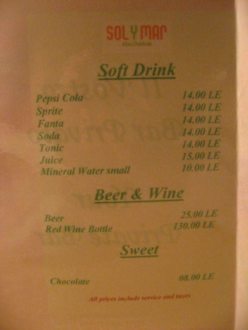 SOL Y MAR
Soft Drink
Pepsi Cola 14.00 LE
Sprite 14.00 LE
Fanta 14.00 LE
Soda 14.00 LE
Tonic 14.00 LE
Juice 15.00 LE
Mineral Water small 10.00 LE
Beer & Wine
Beer 25.00 LE
Red Wine Bottle 130.00 LE
Sweet
Chocolate 08.00 LE
All prices include service and taxes